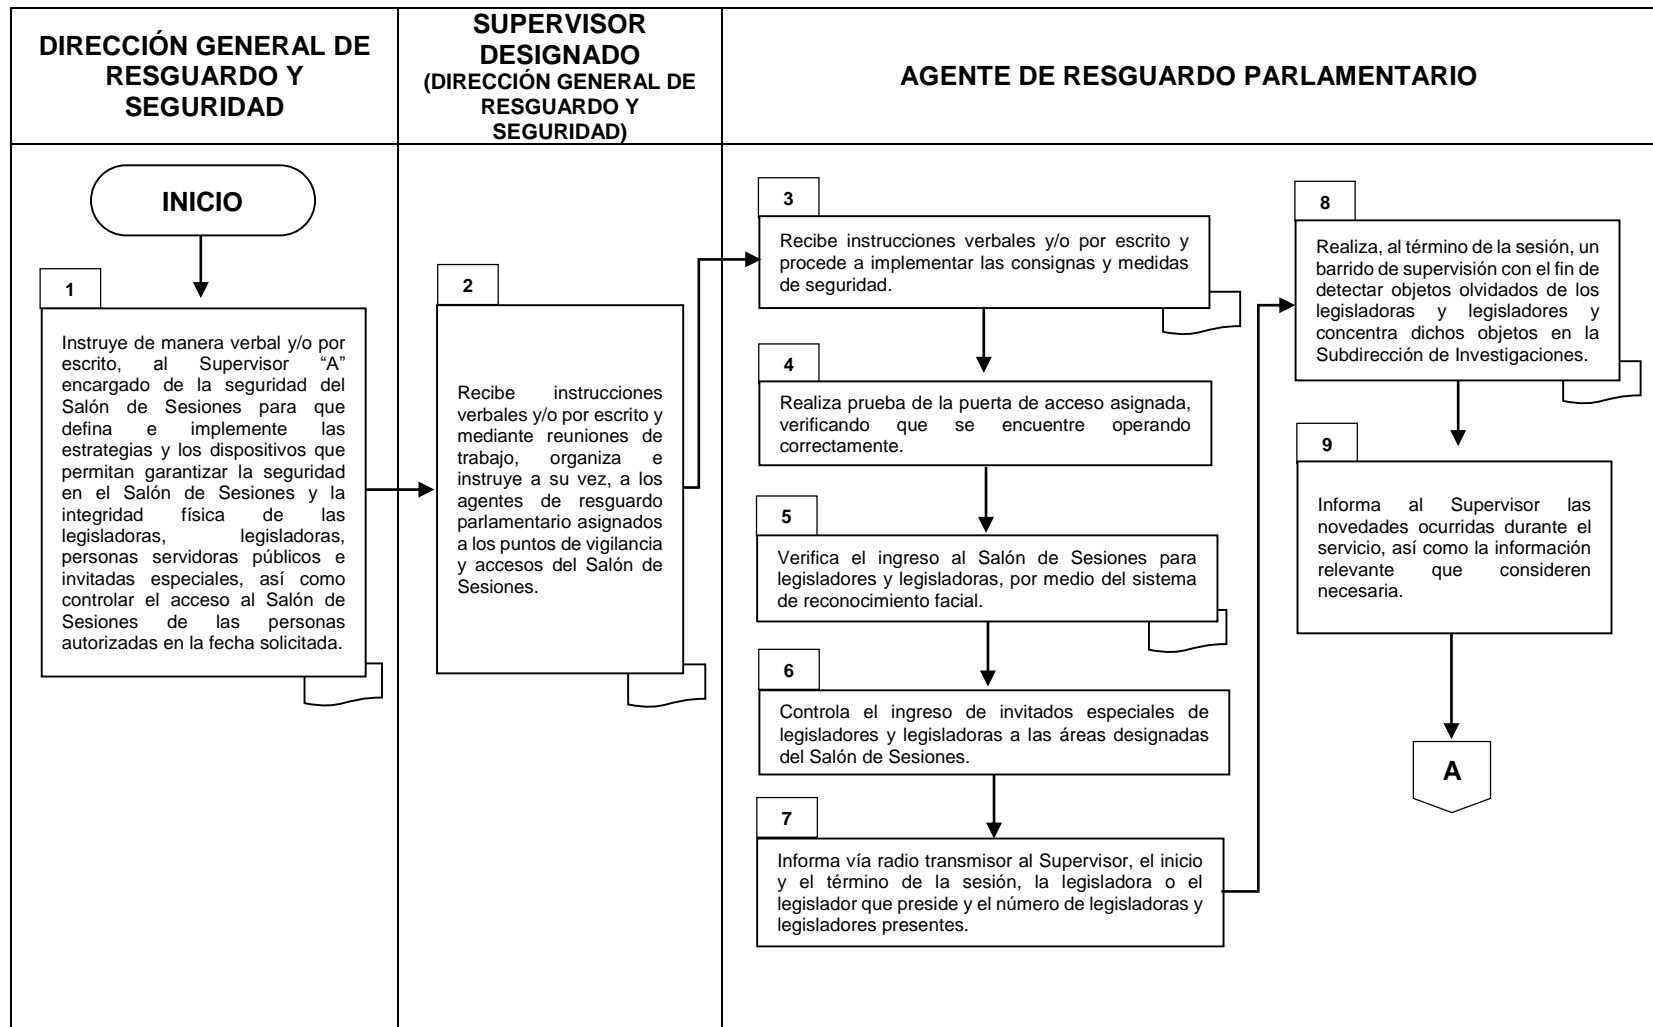 DIRECCIÓN GENERAL DE
RESGUARDO Y
SEGURIDAD
SUPERVISOR
DESIGNADO
(DIRECCIÓN GENERAL DE
RESGUARDO Y
SEGURIDAD)
AGENTE DE RESGUARDO PARLAMENTARIO
INICIO
1
Instruye de manera verbal y/o por
escrito, al Supervisor “A”
encargado de la seguridad del
Salón de Sesiones para que
defina e implemente las
estrategias y los dispositivos que
permitan garantizar la seguridad
en el Salón de Sesiones y la
integridad física de las
legisladoras, legisladoras,
personas servidoras públicos e
invitadas especiales, así como
controlar el acceso al Salón de
Sesiones de las personas
autorizadas en la fecha solicitada.
2
Recibe instrucciones
verbales y/o por escrito y
mediante reuniones de
trabajo, organiza e
instruye a su vez, a los
agentes de resguardo
parlamentario asignados
a los puntos de vigilancia
y accesos del Salón de
Sesiones.
3
Recibe instrucciones verbales y/o por escrito y
procede a implementar las consignas y medidas
de seguridad.
4
Realiza prueba de la puerta de acceso asignada,
verificando que se encuentre operando
correctamente.
5
Verifica el ingreso al Salón de Sesiones para
legisladores y legisladoras, por medio del sistema
de reconocimiento facial.
6
Controla el ingreso de invitados especiales de
legisladores y legisladoras a las áreas designadas
del Salón de Sesiones.
7
Informa vía radio transmisor al Supervisor, el inicio
y el término de la sesión, la legisladora o el
legislador que preside y el número de legisladoras y
legisladores presentes.
8
Realiza, al término de la sesión, un
barrido de supervisión con el fin de
detectar objetos olvidados de los
legisladoras y legisladores y
concentra dichos objetos en la
Subdirección de Investigaciones.
9
Informa al Supervisor las
novedades ocurridas durante el
servicio, así como la información
relevante que consideren
necesaria.
A